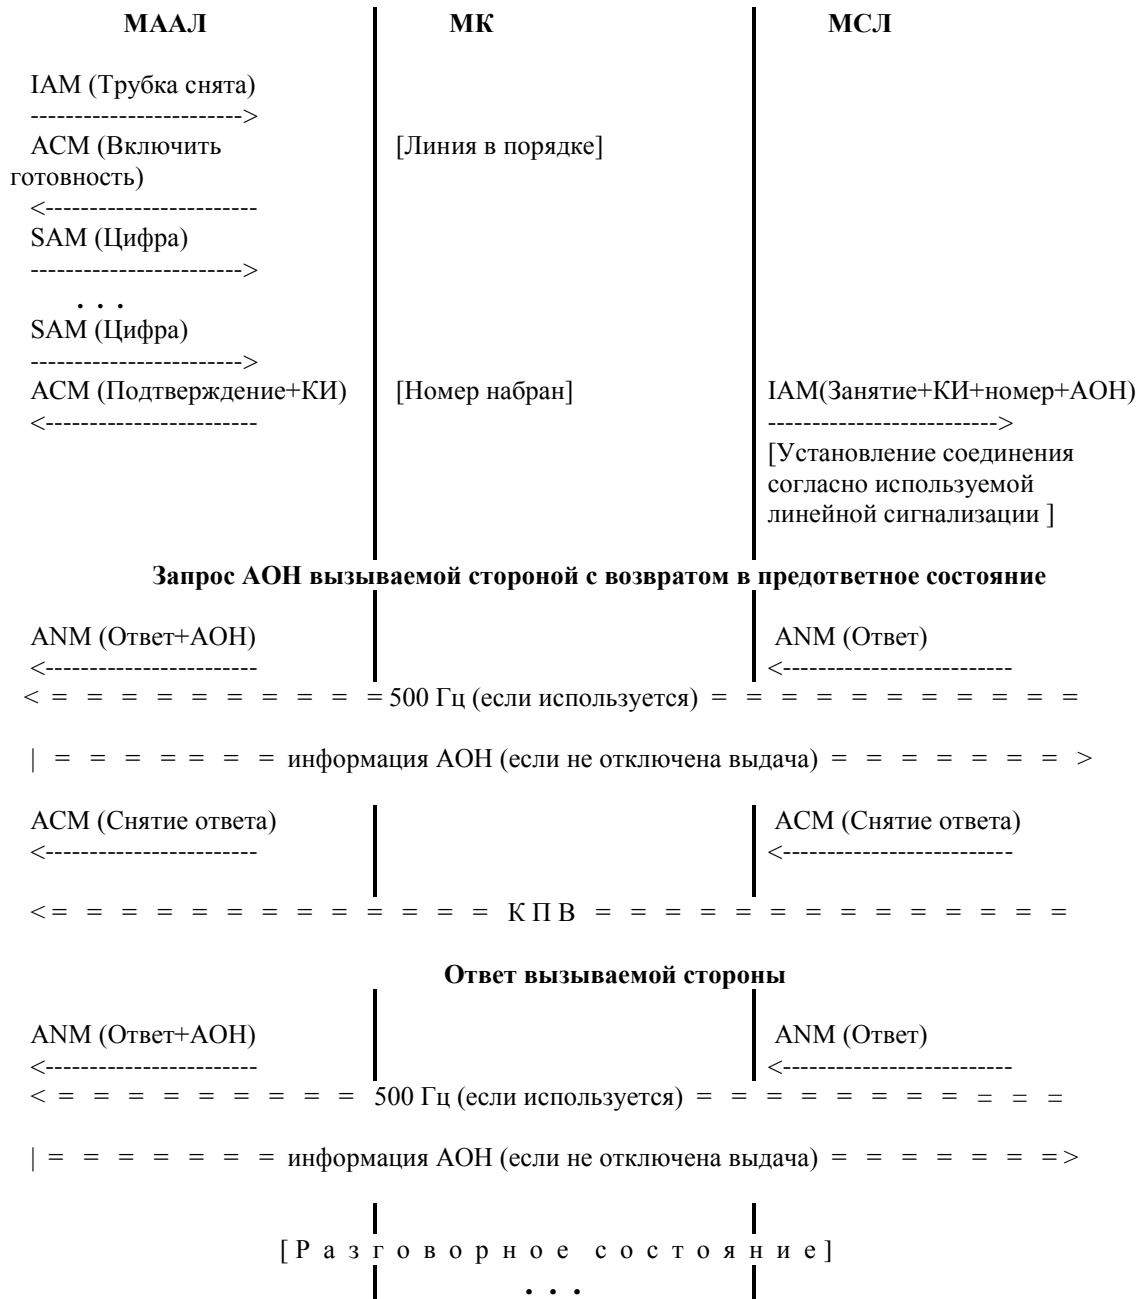 МААЛ МК МСЛ
IAM (Трубка снята)
------------------------>
ACM (Включить [Линия в порядке]
готовность)
<------------------------
SAM (Цифра)
------------------------>
. . .
SAM (Цифра)
------------------------>
ACM (Подтверждение+КИ) [Номер набран] IAM(Занятие+КИ+номер+АОН)
<------------------------ -------------------------->
[Установление соединения
согласно используемой
линейной сигнализации ]
Запрос АОН вызываемой стороной с возвратом в предответное состояние
ANM (Ответ+АОН) ANM (Ответ)
<------------------------ <--------------------------
< = = = = = = = = = = 500 Гц (если используется) = = = = = = = = = = =
| = = = = = = = информация АОН (если не отключена выдача) = = = = = = = >
ACM (Снятие ответа) ACM (Снятие ответа)
<------------------------ <--------------------------
< = = = = = = = = = = = = = К П В = = = = = = = = = = = = = =
Ответ вызываемой стороны
ANM (Ответ+АОН) ANM (Ответ)
<------------------------ <--------------------------
< = = = = = = = = = 500 Гц (если используется) = = = = = = = = = = =
| = = = = = = = информация АОН (если не отключена выдача) = = = = = = = >
[ Р а з г о в о р н о е с о с т о я н и е ]
. . .